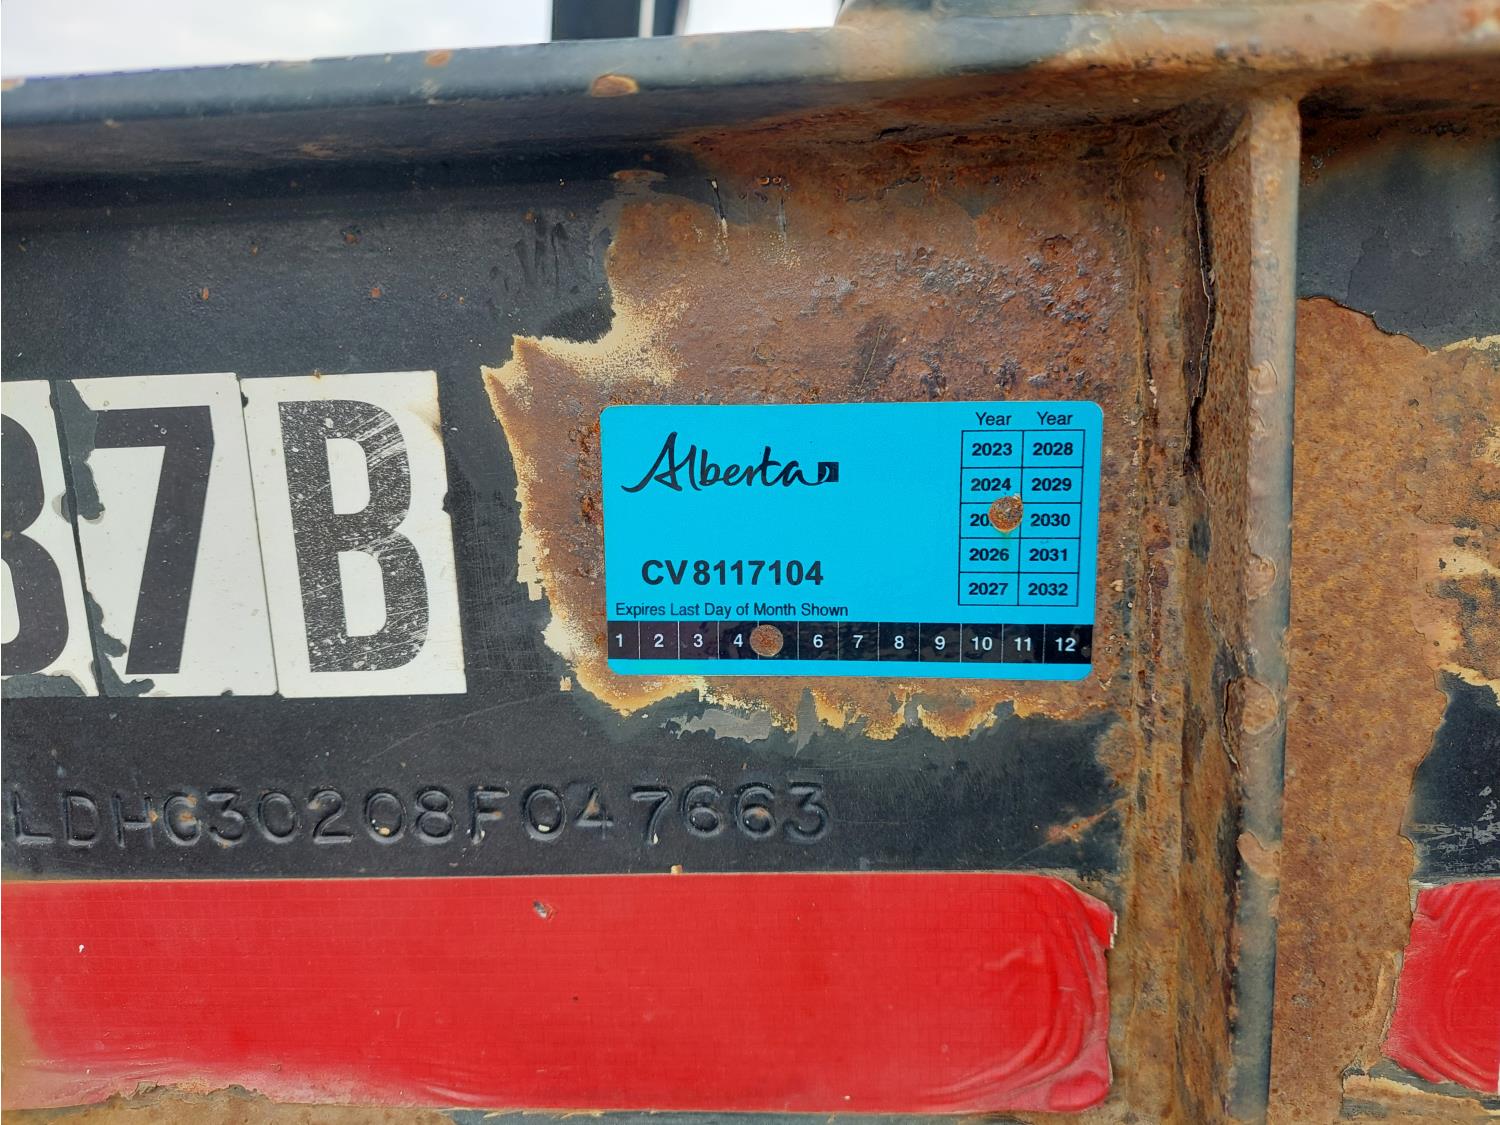 37B
Alberta
CV8117104
Expires Last Day of Month Shown
1 2 3 4 6 7 8 9 10 11 12
Year Year
2023 2028
2024 2029
2030
2026 2031
2027 2032
LDHG30208F047663